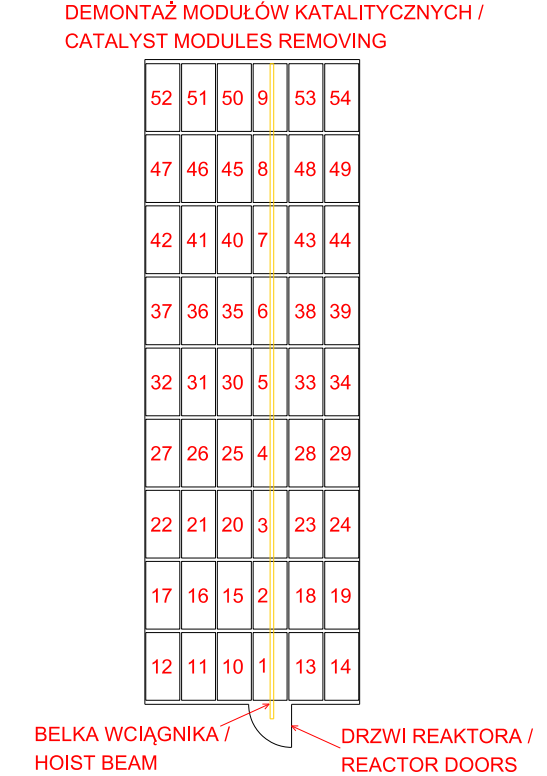 DEMONTAŻ MODUŁÓW KATALITYCZNYCH /
CATALYST MODULES REMOVING
52 51 50 9 53 54
47 46 45 8 48 49
42 41 40 7 43 44
37 36 35 6 38 39
32 31 30 5 33 34
27 26 25 4 28 29
22 21 20 3 23 24
17 16 15 2 18 19
12 11 10 1 13 14
BELKA WCIĄGNIKA /
HOIST BEAM
DRZWI REAKTORA /
REACTOR DOORS